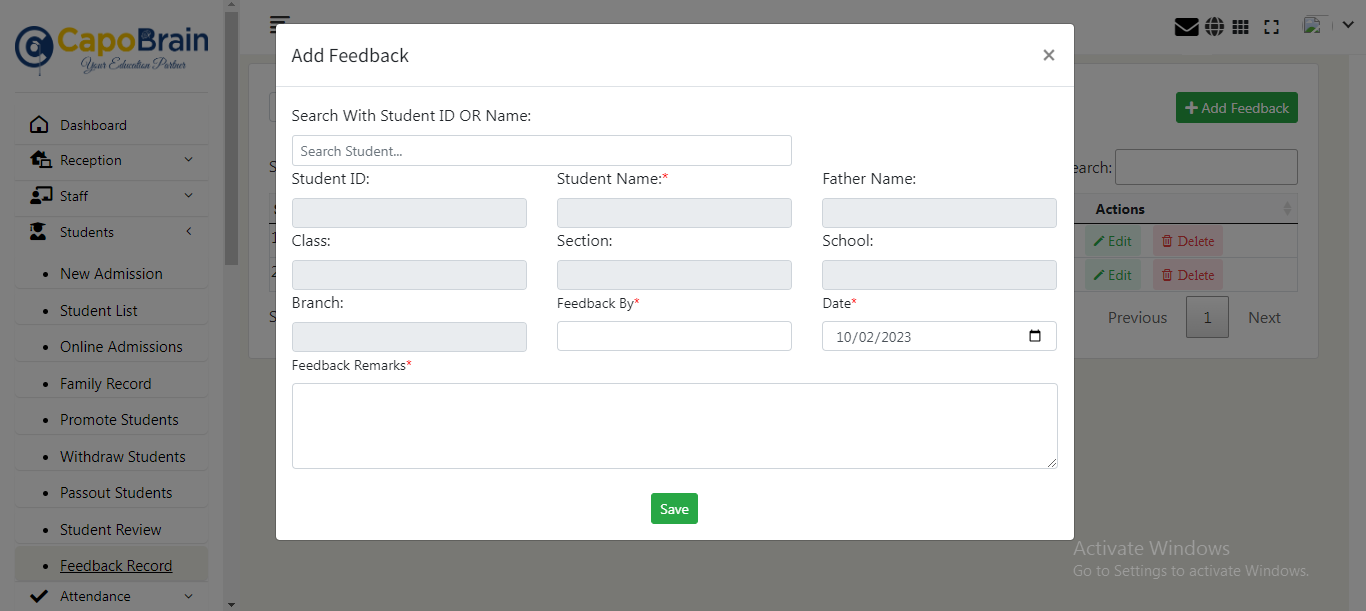 CapoBrain
Your Education Partner
Dashboard
Reception
Staff
Students
New Admission
Student List
Online Admissions
Family Record
Promote Students
Withdraw Students
Passout Students
Student Review
Feedback Record
Attendance
Add Feedback
×
Search With Student ID OR Name:
Search Student...
Student ID: Student Name:* Father Name:
Class: Section: School:
Branch: Feedback By* Date*
10/02/2023
Feedback Remarks*
Save
Add Feedback
Actions
Edit Delete
Edit Delete
Previous 1 Next
Activate Windows
Go to Settings to activate Windows.